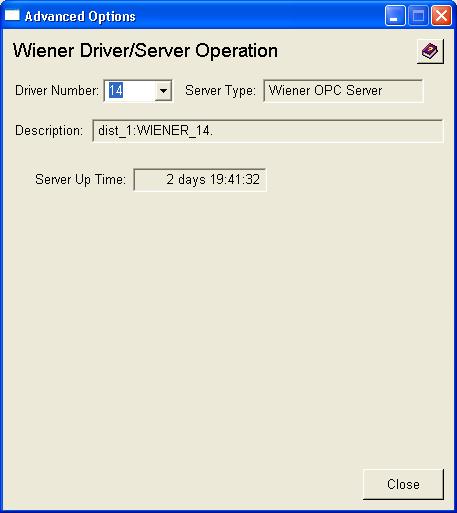 Advanced Options
Wiener Driver/Server Operation
Driver Number: 14 Server Type: Wiener OPC Server
Description: dist_1:WIENER_14.
Server Up Time: 2 days 19:41:32
Close